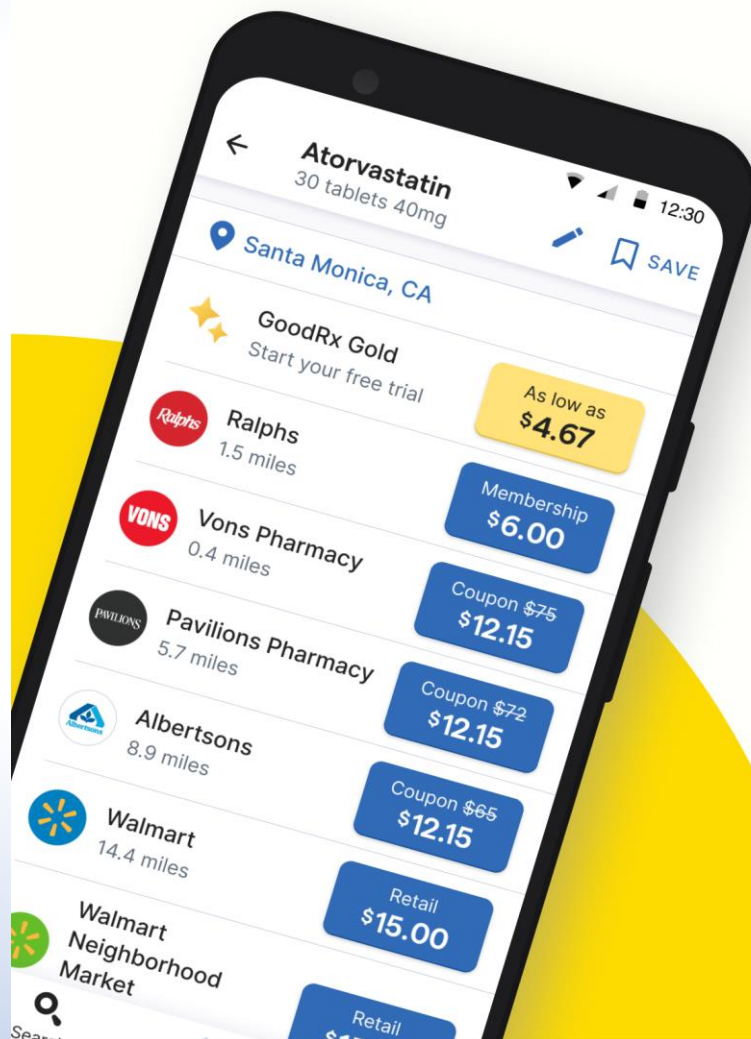 Atorvastatin
30 tablets 40mg
12:30
SAVE
Santa Monica, CA
GoodRx Gold
Start your free trial
As low as
$4.67
Ralphs
Ralphs
1.5 miles
Membership
$6.00
VONS
Vons Pharmacy
0.4 miles
Coupon $75
$12.15
PAVILIONS
Pavilions Pharmacy
5.7 miles
Coupon $72
$12.15
Albertsons
Albertsons
8.9 miles
Coupon $65
$12.15
Walmart
14.4 miles
Retail
$15.00
Walmart
Neighborhood
Market
Retail